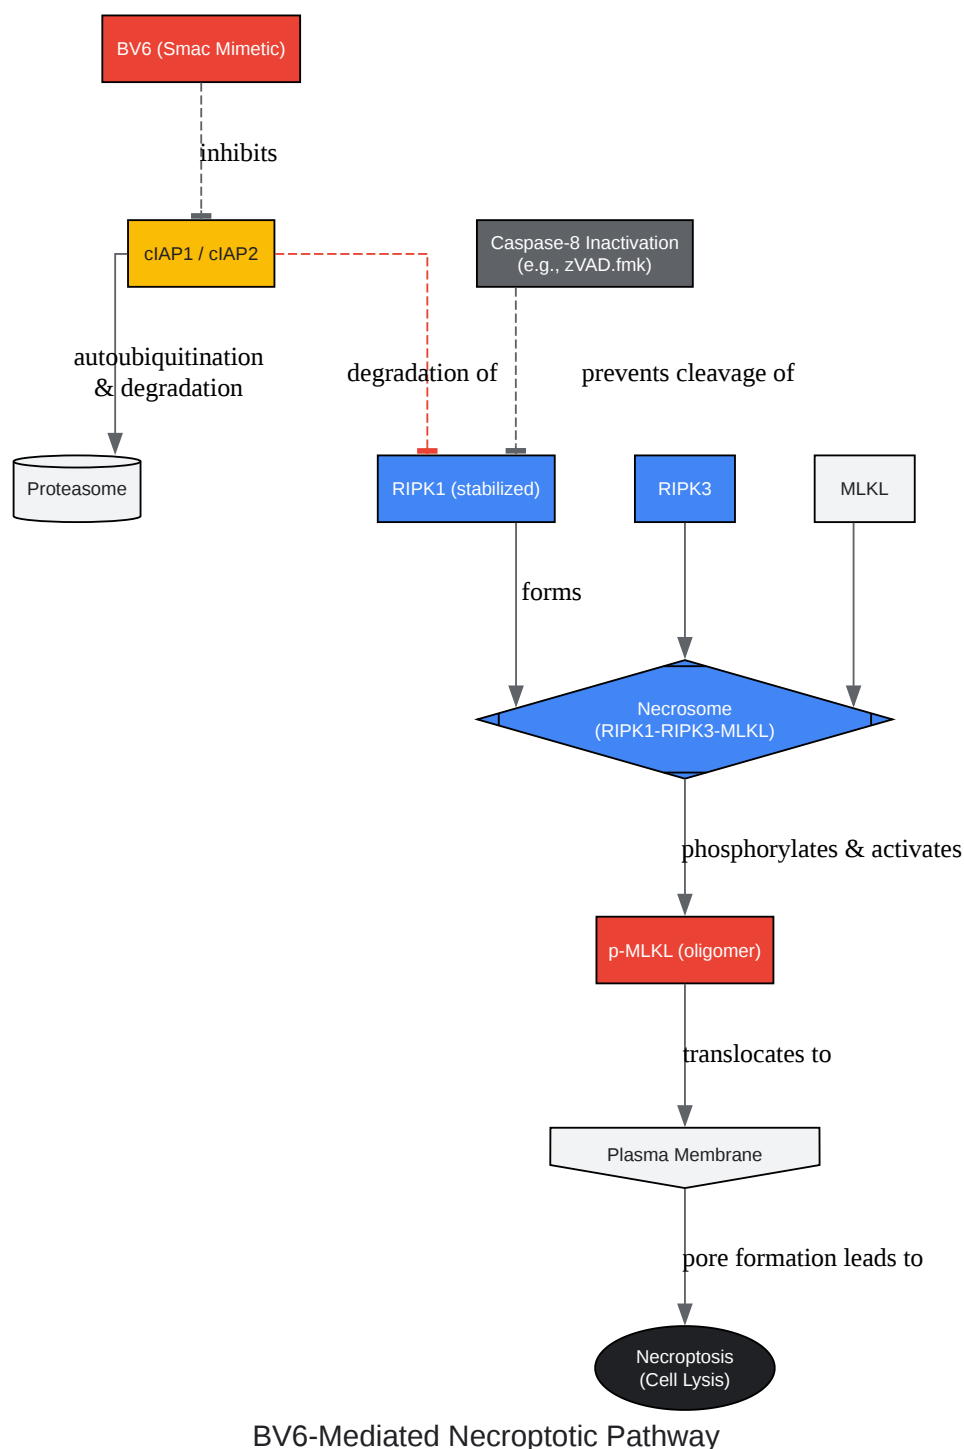 BV6 (Smac Mimetic)
inhibits
cIAP1 / cIAP2
Caspase-8 Inactivation
(e.g., zVAD.fmk)
autoubiquitination
& degradation
degradation of
prevents cleavage of
Proteasome
RIPK1 (stabilized)
RIPK3
MLKL
forms
Necrosome
(RIPK1-RIPK3-MLKL)
phosphorylates & activates
p-MLKL (oligomer)
translocates to
Plasma Membrane
pore formation leads to
Necroptosis
(Cell Lysis)
BV6-Mediated Necroptotic Pathway